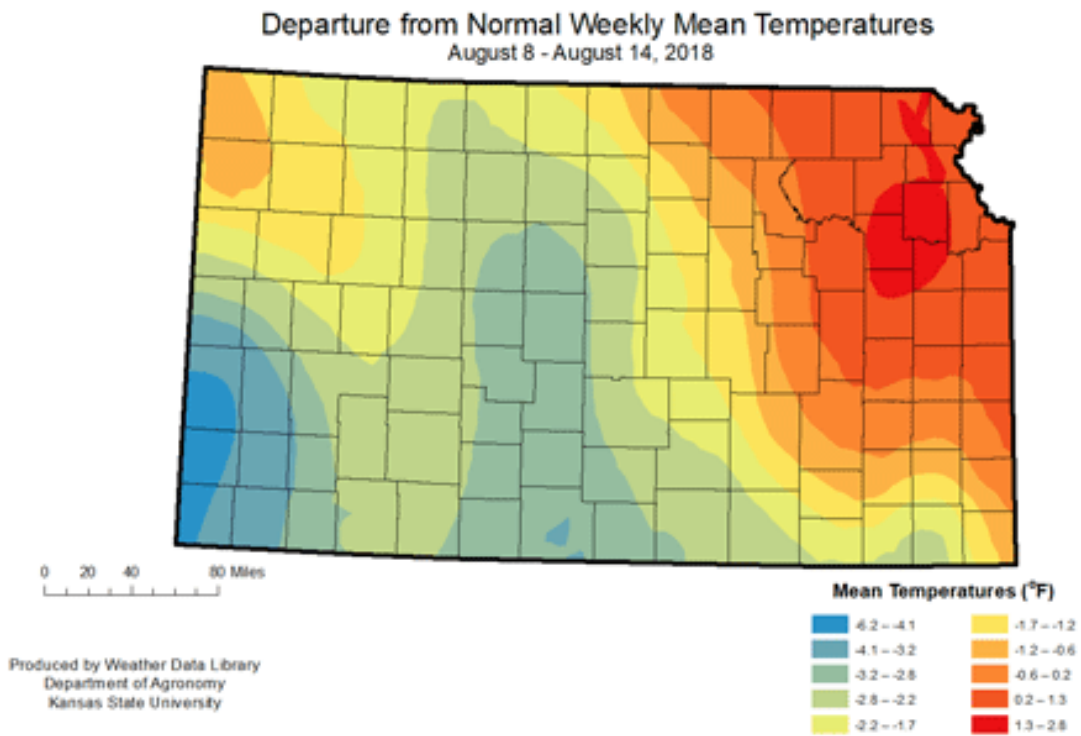 Departure from Normal Weekly Mean Temperatures
August 8 - August 14, 2018
0 20 40 80 Miles
Mean Temperatures (°F)
-6.2 – -4.1
-4.1 – -3.2
-3.2 – -2.8
-2.8 – -2.2
-2.2 – -1.7
-1.7 – -1.2
-1.2 – -0.6
-0.6 – 0.2
0.2 – 1.3
1.3 – 2.8
Produced by Weather Data Library
Department of Agronomy
Kansas State University